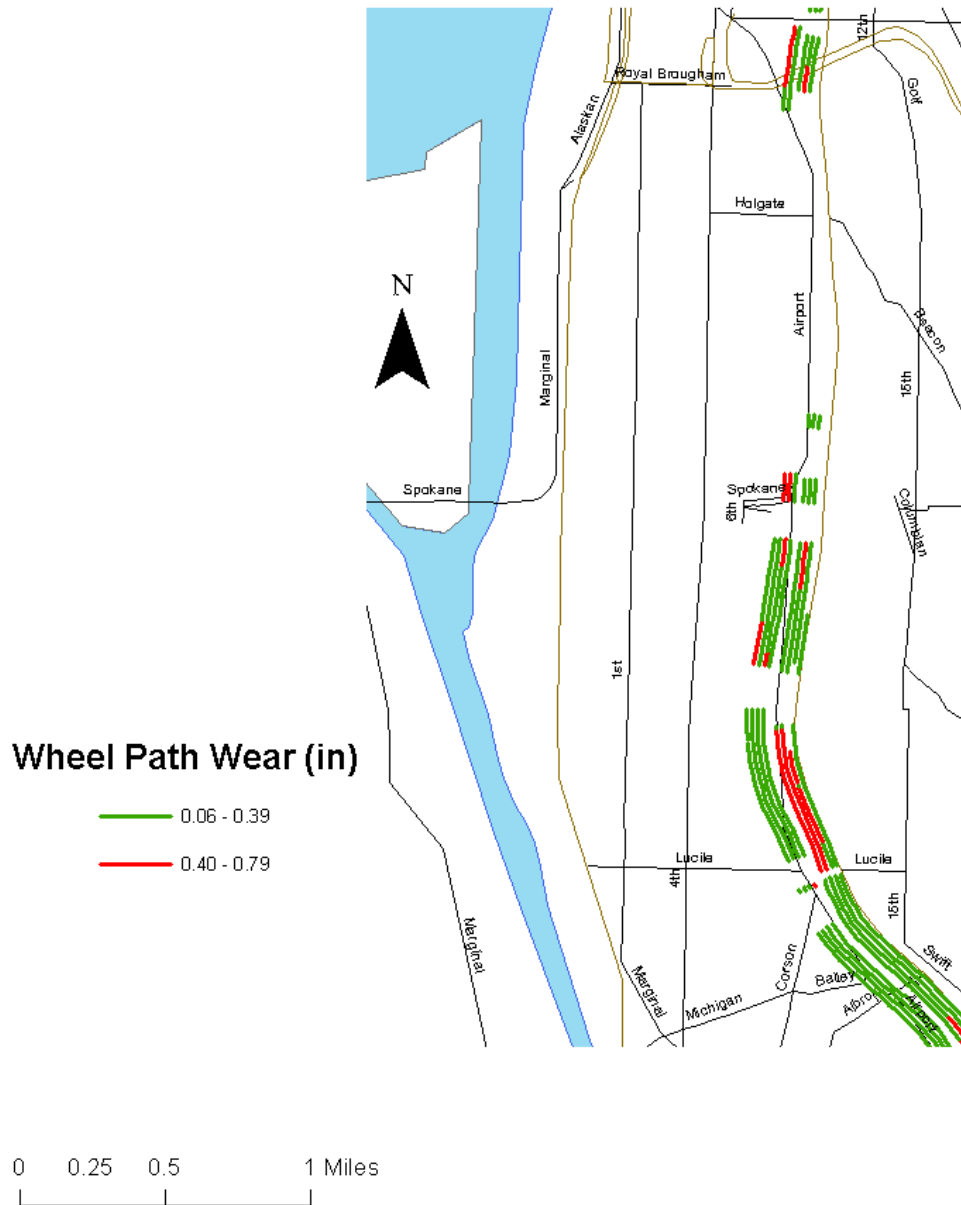 12th
Royal Brougham
Golf
Alaskan
Holgate
N
Airport
Beacon
Marginal
15th
Spokane
Spokane
6th
Columbian
1st
Wheel Path Wear (in)
0.06 - 0.39
0.40 - 0.79
Lucile
Lucile
4th
15th
Marginal
Swift
Corson
Bailey
Marginal
Michigan
Albro
Airport
0 0.25 0.5 1 Miles